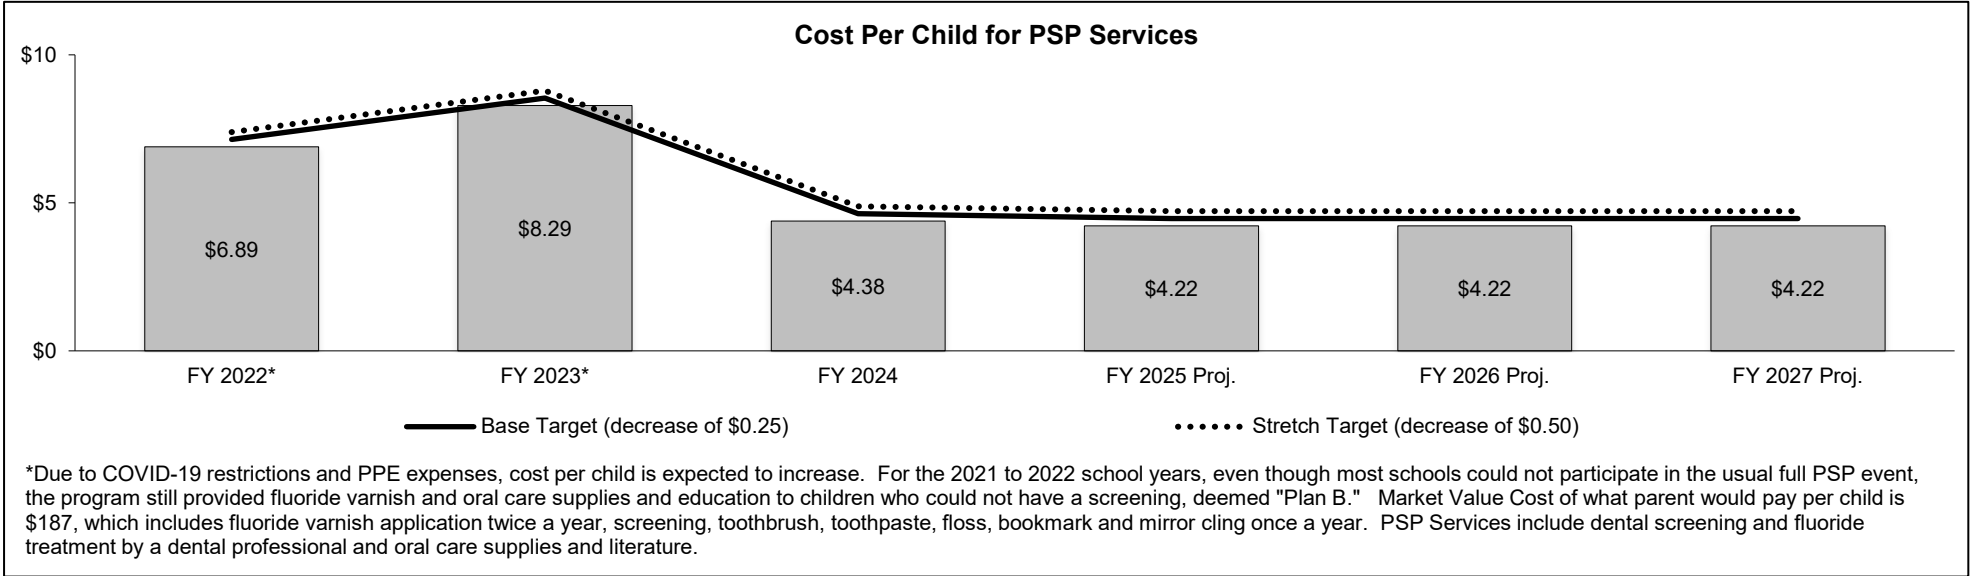 Cost Per Child for PSP Services
$10
$5
$0
$6.89
$8.29
$4.38
$4.22
$4.22
$4.22
FY 2022*
FY 2023*
FY 2024
FY 2025 Proj.
FY 2026 Proj.
FY 2027 Proj.
Base Target (decrease of $0.25)
Stretch Target (decrease of $0.50)
*Due to COVID-19 restrictions and PPE expenses, cost per child is expected to increase.  For the 2021 to 2022 school years, even though most schools could not participate in the usual full PSP event,
the program still provided fluoride varnish and oral care supplies and education to children who could not have a screening, deemed "Plan B."   Market Value Cost of what parent would pay per child is
$187, which includes fluoride varnish application twice a year, screening, toothbrush, toothpaste, floss, bookmark and mirror cling once a year.  PSP Services include dental screening and fluoride
treatment by a dental professional and oral care supplies and literature.